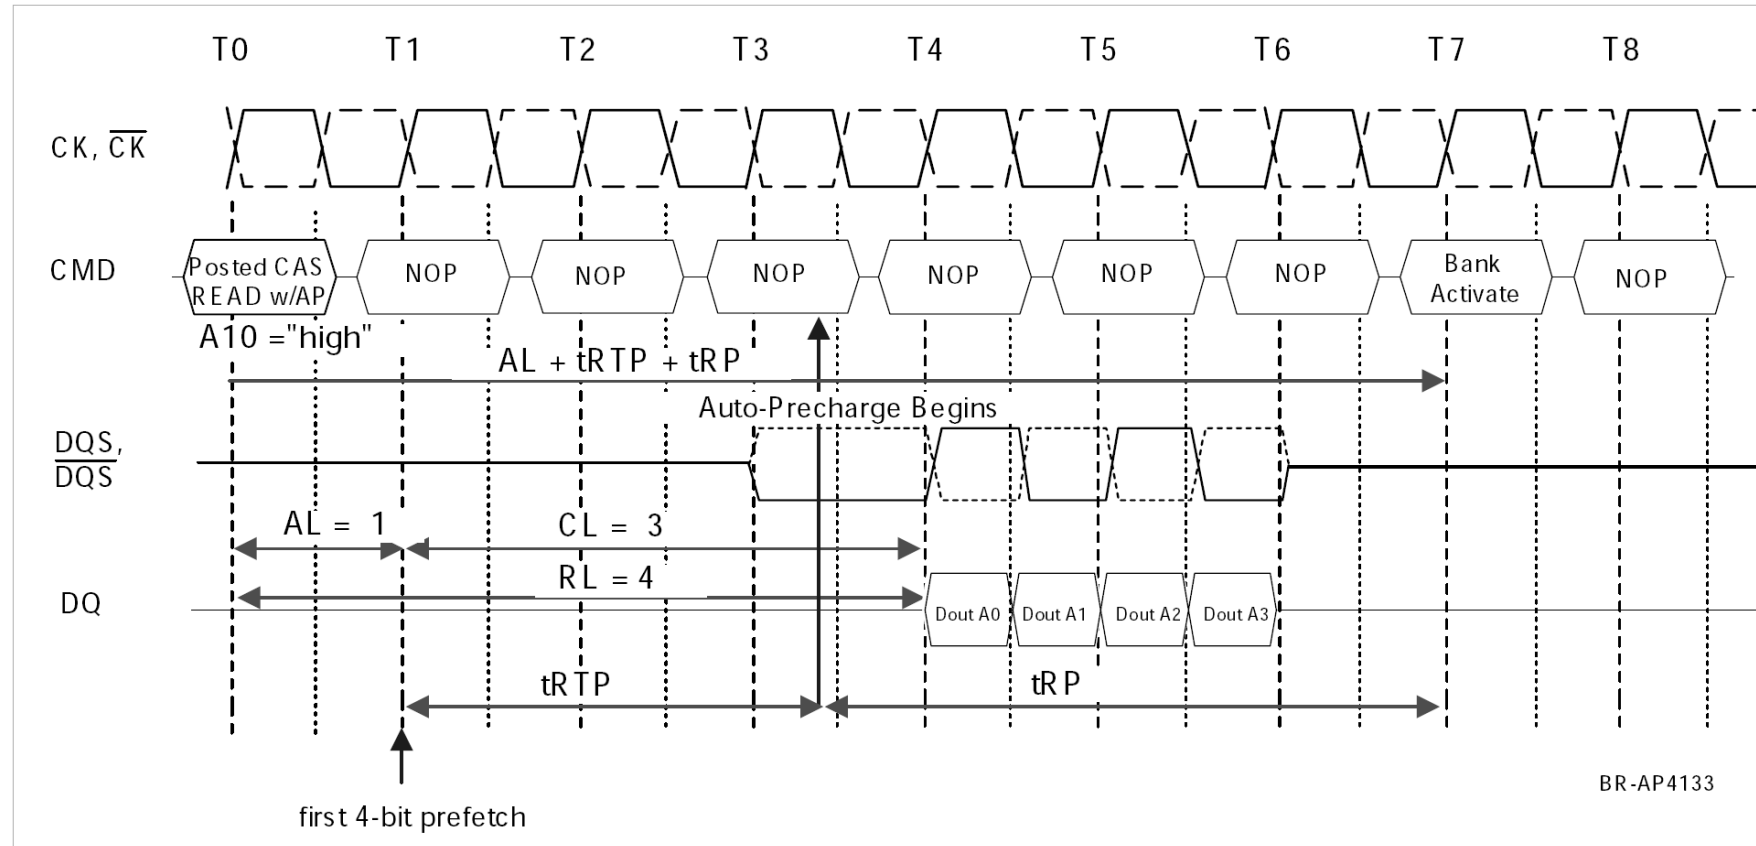 T0 T1 T2 T3 T4 T5 T6 T7 T8
CK, CK
CMD
Posted CAS
READ w/AP
NOP NOP NOP NOP NOP NOP
Bank
Activate
NOP
A10 ="high"
AL + tRTP + tRP
Auto-Precharge Begins
DQS,
DQS
AL = 1
CL = 3
RL = 4
DQ
Dout A0 Dout A1 Dout A2 Dout A3
tRTP
tRP
BR-AP4133
first 4-bit prefetch